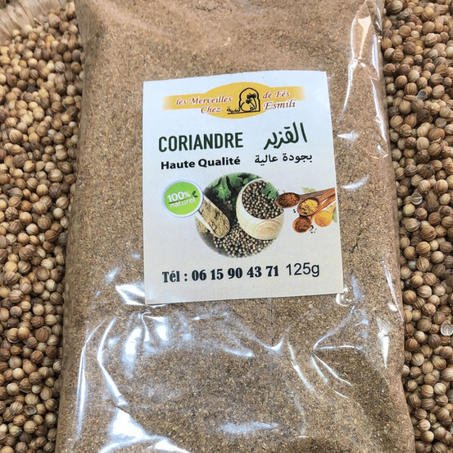 les Merveilles de Fès
Chez Esmili
CORIANDRE القزبر
Haute Qualité بجودة عالية
100%
naturel
Tél : 06 15 90 43 71 125g